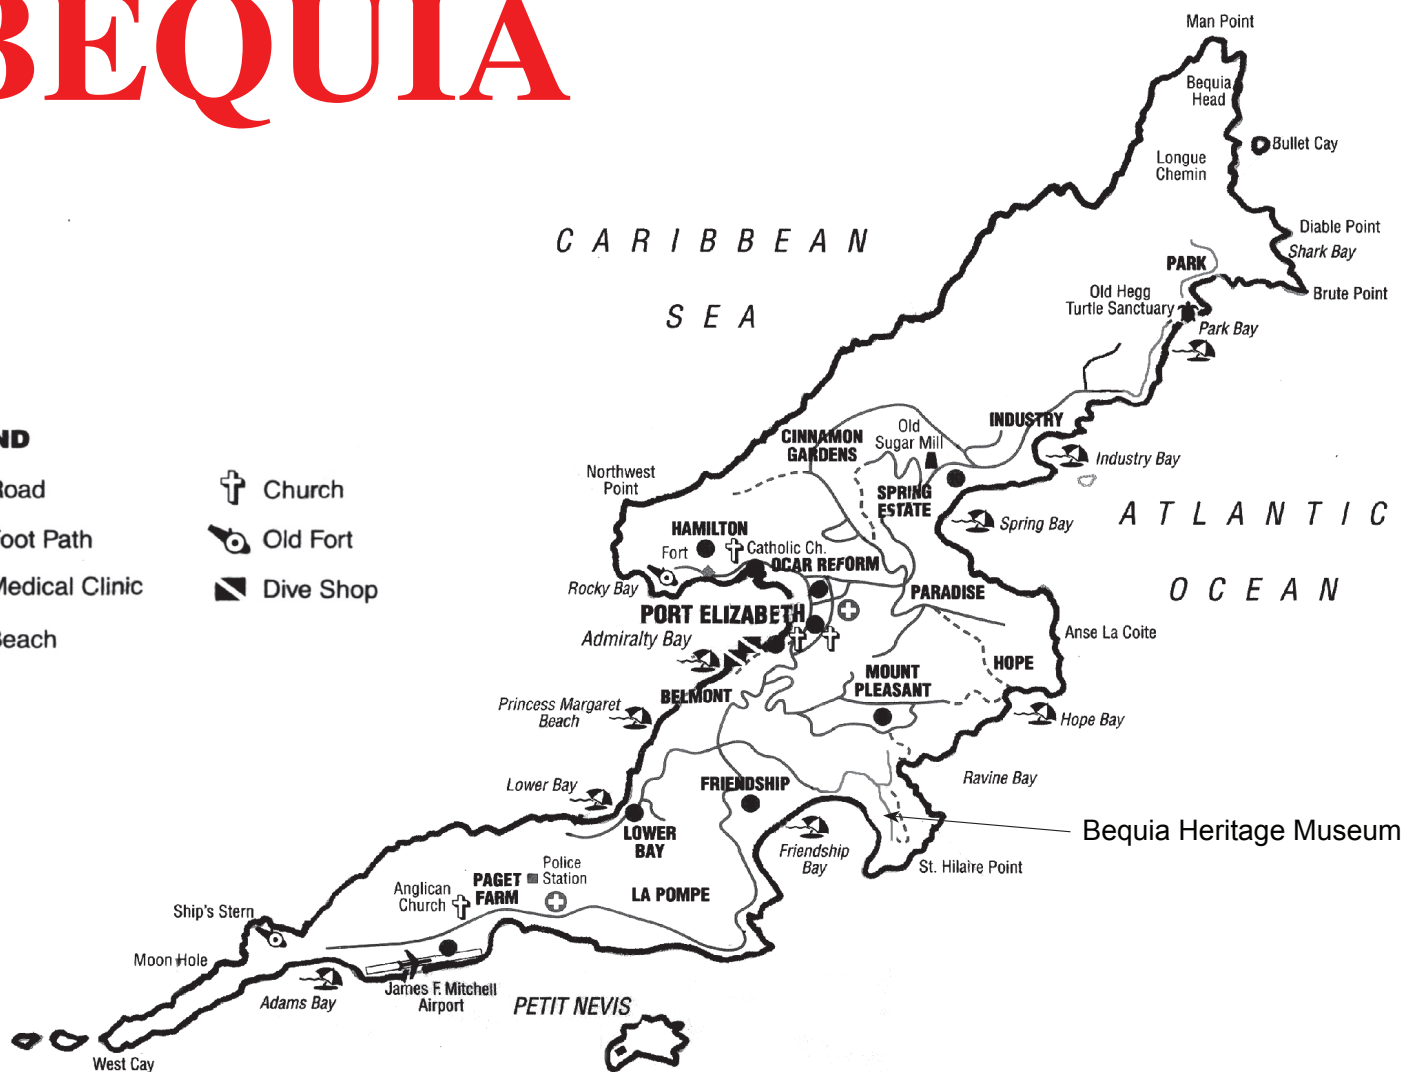 BEQUIA
Man Point
Bequia
Head
Bullet Cay
Longue
Chemin
Diable Point
Shark Bay
CARIBBEAN
SEA
PARK
Old Hegg
Turtle Sanctuary
Brute Point
Park Bay
ND
Road
Church
Foot Path
Old Fort
Medical Clinic
Dive Shop
Beach
INDUSTRY
CINNAMON
GARDENS
Old
Sugar Mill
Industry Bay
Northwest
Point
SPRING
ESTATE
Spring Bay
ATLANTIC
OCEAN
HAMILTON
Fort
Catholic Ch.
OCAR REFORM
Rocky Bay
PORT ELIZABETH
PARADISE
Admiralty Bay
Anse La Coite
HOPE
MOUNT
PLEASANT
BELMONT
Princess Margaret
Beach
Hope Bay
Ravine Bay
Lower Bay
FRIENDSHIP
LOWER
BAY
Friendship
Bay
Bequia Heritage Museum
St. Hilaire Point
Police
Station
PAGET
FARM
LA POMPE
Anglican
Church
Ship's Stern
Moon Hole
Adams Bay
James F. Mitchell
Airport
PETIT NEVIS
West Cay